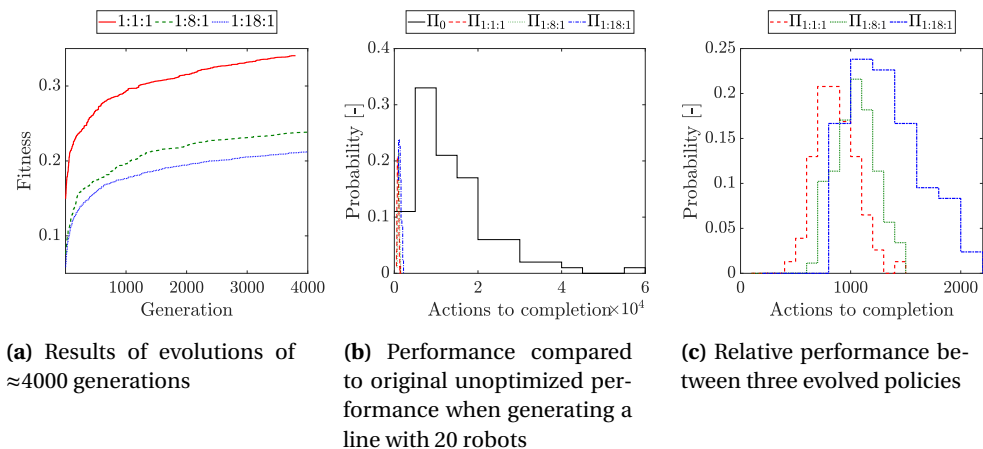 1:1:1 1:8:1 1:18:1
Fitness
0.3
0.2
0.1
1000 2000 3000 4000
Generation
(a) Results of evolutions of
≈4000 generations
Π0 Π1:1:1 Π1:8:1 Π1:18:1
Probability [-]
0.4
0.3
0.2
0.1
0
0 2 4 6
Actions to completion ×10^4
(b) Performance compared
to original unoptimized per-
formance when generating a
line with 20 robots
Π1:1:1 Π1:8:1 Π1:18:1
Probability [-]
0.25
0.20
0.15
0.10
0.05
0
0 1000 2000
Actions to completion
(c) Relative performance be-
tween three evolved policies